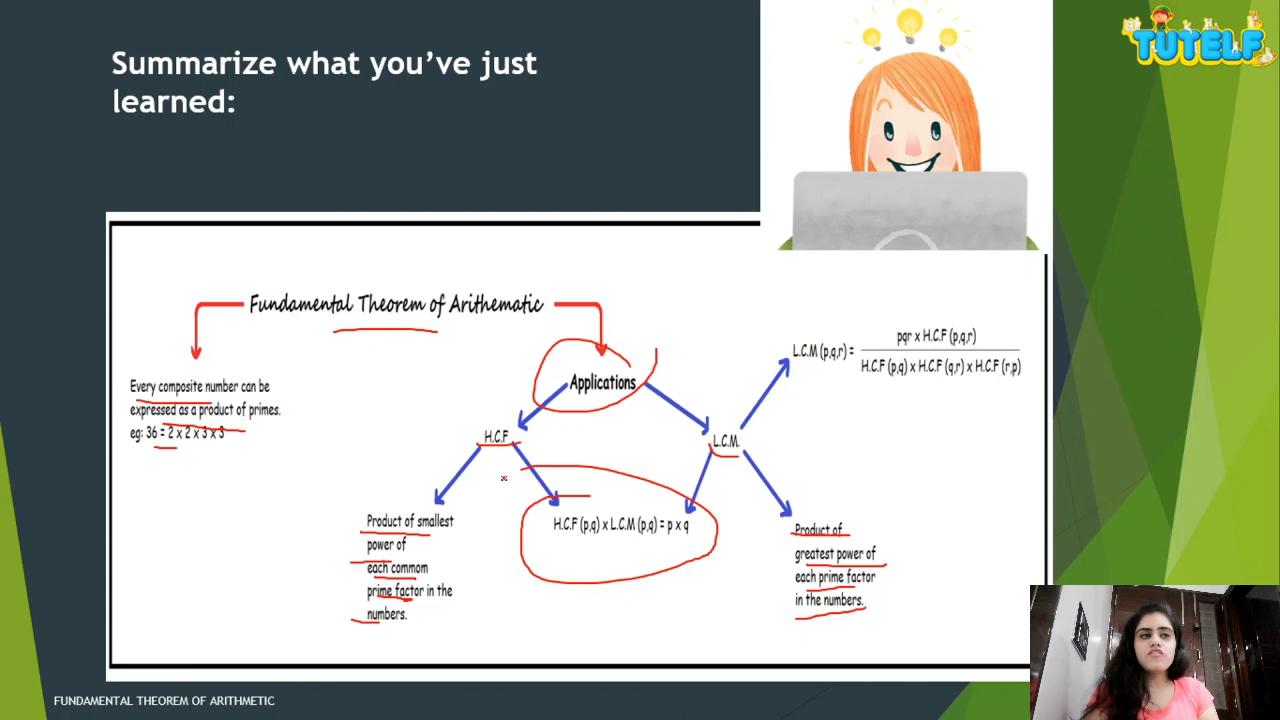 Summarize what you've just
learned:
TUTELF
Fundamental Theorem of Arithematic
Every composite number can be
expressed as a product of primes.
eg: 36 = 2 x 2 x 3 x 3
Applications
H.C.F
L.C.M.
L.C.M (p,q,r) =
pqr x H.C.F (p,q,r)
H.C.F (p,q) x H.C.F (q,r) x H.C.F (r,p)
Product of smallest
power of
each commom
prime factor in the
numbers.
H.C.F (p,q) x L.C.M (p,q) = p x q
Product of
greatest power of
each prime factor
in the numbers.
FUNDAMENTAL THEOREM OF ARITHMETIC